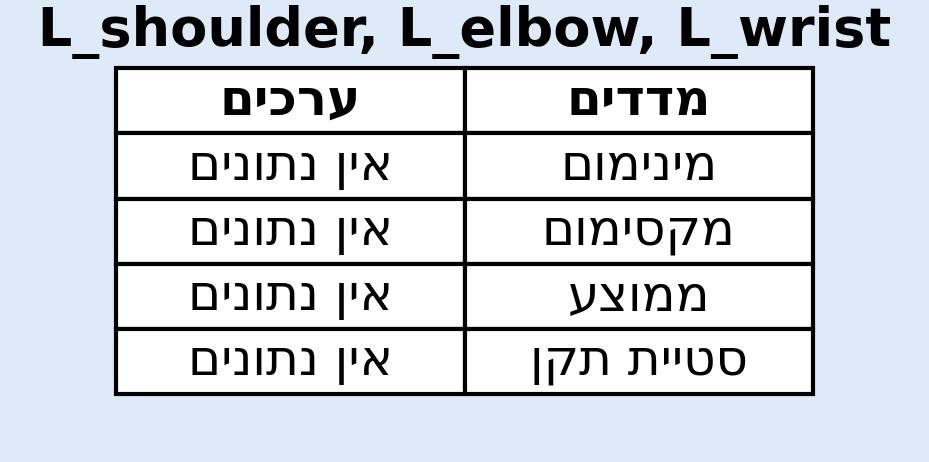 L_shoulder, L_elbow, L_wrist
מדדים ערכים
מינימום אין נתונים
מקסימום אין נתונים
ממוצע אין נתונים
סטיית תקן אין נתונים